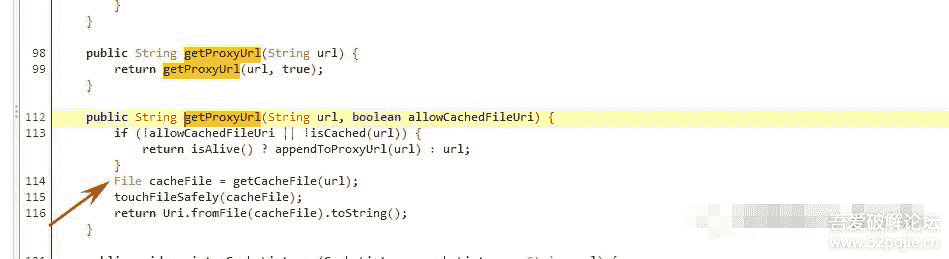 }
}
98 public String getProxyUrl(String url) {
99 return getProxyUrl(url, true);
}
112 public String getProxyUrl(String url, boolean allowCachedFileUri) {
113 if (!allowCachedFileUri || !isCached(url)) {
return isAlive() ? appendToProxyUrl(url) : url;
}
114 File cacheFile = getCacheFile(url);
115 touchFileSafely(cacheFile);
116 return Uri.fromFile(cacheFile).toString();
}
吾爱破解论坛
www.52pojie.cn